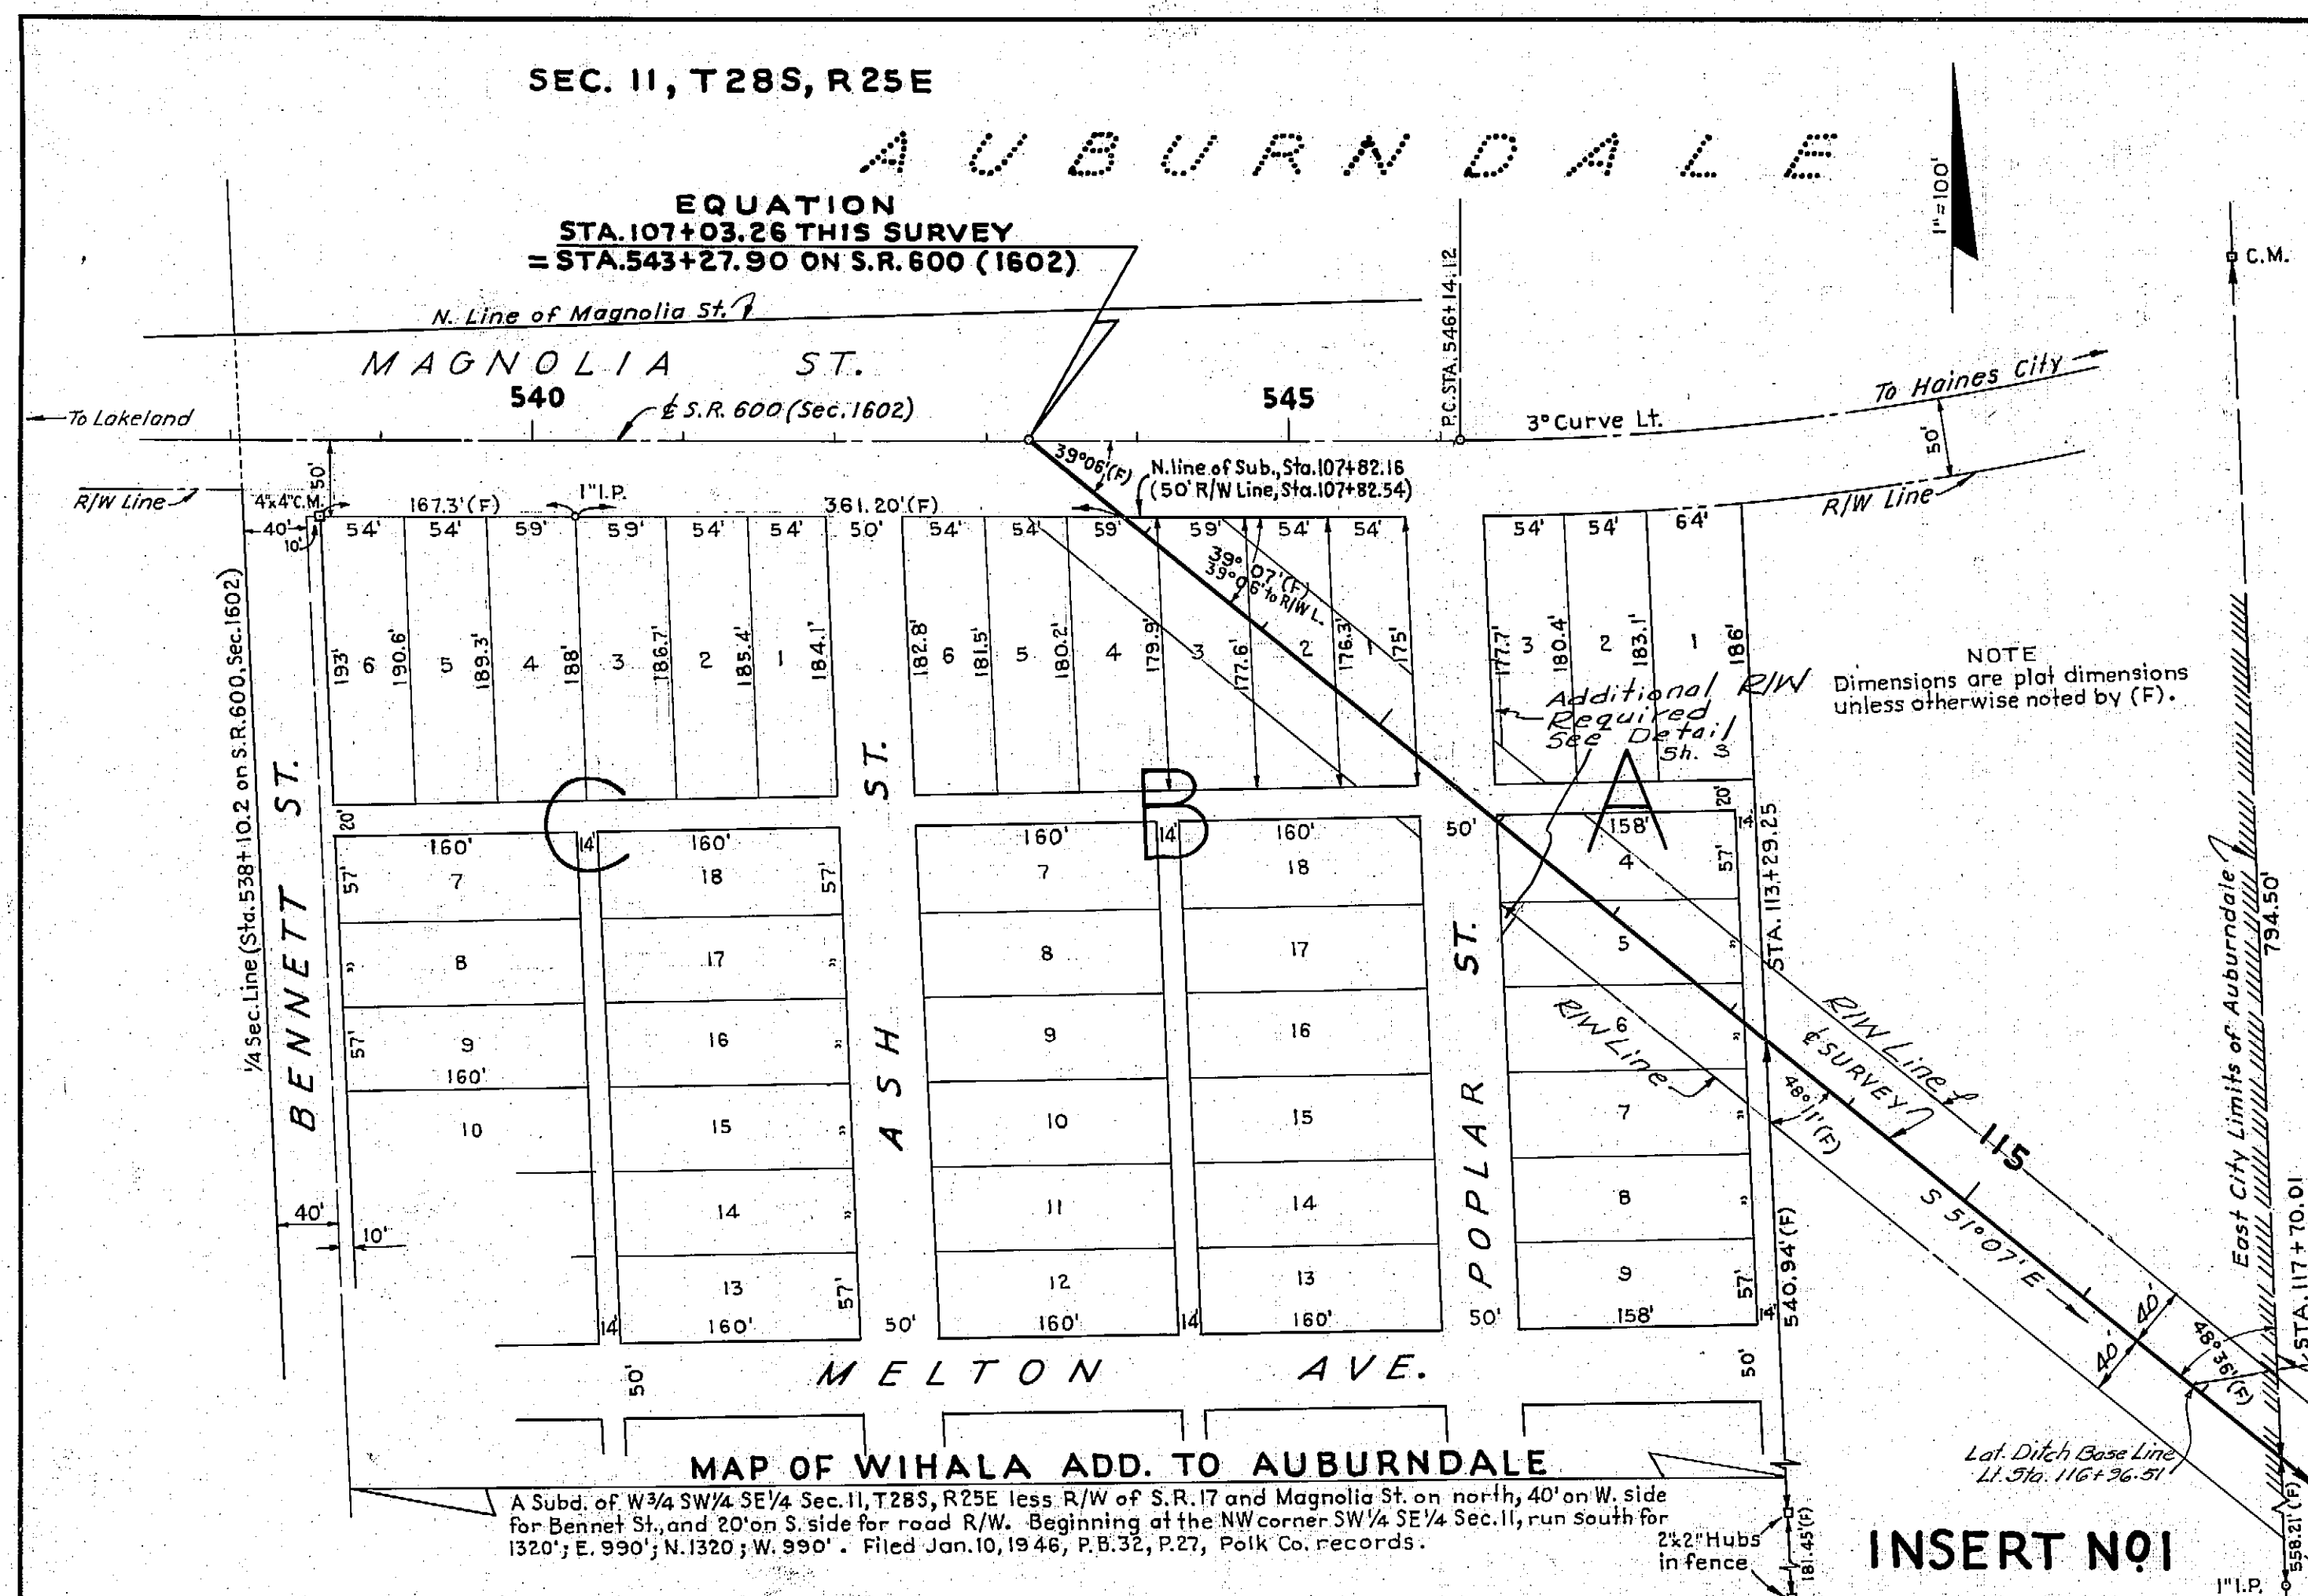 SEC. 11, T28S, R25E
AUBURNDALE
1"=100'
EQUATION
STA.107+03.26 THIS SURVEY
= STA.543+27.90 ON S.R.600 (1602)
C.M.
N. Line of Magnolia St.
MAGNOLIA ST.
P.C.STA. 546+14.12
540
545
℄ S.R. 600 (Sec. 1602)
To Lakeland
To Haines City
3° Curve Lt.
50'
39°06'(F)
N. line of Sub., Sta.107+82.16
(50' R/W Line, Sta.107+82.54)
R/W Line
50'
R/W Line
4"x4"C.M.
167.3' (F)
1" I.P.
361.20' (F)
40'
10'
54' 54' 59' 59' 54' 54' 50' 54' 54' 59' 59' 54' 54' 54' 54' 64'
39°07'(F)
39°06' to R/W L.
193' 6 190.6' 5 189.3' 4 188' 3 186.7' 2 185.4' 1 184.1' 182.8' 6 181.5' 5 180.2' 4 179.9' 3 177.6' 2 176.3' 1 175' 177.7' 3 180.4' 2 183.1' 1 186'
NOTE
Dimensions are plat dimensions
unless otherwise noted by (F).
Additional R/W
Required
See Detail
Sh. 3
1/4 Sec. Line (Sta. 538+10.2 on S.R.600, Sec.1602)
BENNETT ST.
ASH ST.
POPLAR ST.
C
B
A
20'
20'
160' 14' 160' 160' 14' 160' 50' 158' 14'
57' 7 18 57' 7 18 4 57'
STA. 113+29.25
" 8 17 " 8 17 5 "
57' 9 16 " 9 16 6 "
160'
10 15 " 10 15 7 "
14 " 11 14 8 "
13 57' 12 13 9 57'
40'
10'
14' 160' 50' 160' 14' 160' 50' 158' 14'
R/W Line
R/W Line
℄ SURVEY
48°11'(F)
115
S 51°07' E
540.94' (F)
East City Limits of Auburndale
794.50'
STA. 117+70.01
40'
40'
48°36'(F)
50'
MELTON AVE.
50'
Lat. Ditch Base Line
Lt. Sta. 116+96.51
MAP OF WIHALA ADD. TO AUBURNDALE
A Subd. of W3/4 SW1/4 SE1/4 Sec. 11, T28S, R25E less R/W of S.R.17 and Magnolia St. on north, 40' on W. side
for Bennet St., and 20' on S. side for road R/W. Beginning at the NW corner SW 1/4 SE 1/4 Sec. 11, run south for
1320'; E. 990'; N. 1320; W. 990'. Filed Jan. 10, 1946, P.B. 32, P. 27, Polk Co. records.
2"x2" Hubs
in fence
181.45'(F)
INSERT NO1
558.21' (F)
1" I.P.